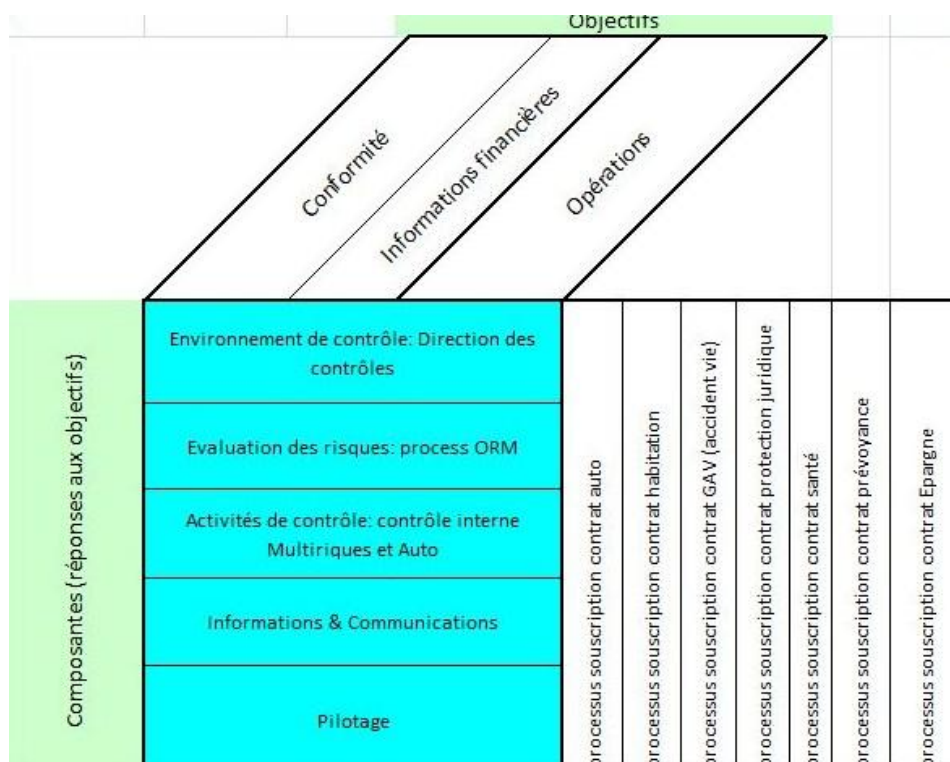 Objectifs
Conformité
Informations financières
Opérations
Composantes (réponses aux objectifs)
Environnement de contrôle: Direction des
contrôles
Evaluation des risques: process ORM
Activités de contrôle: contrôle interne
Multiriques et Auto
Informations & Communications
Pilotage
processus souscription contrat auto
processus souscription contrat habitation
processus souscription contrat GAV (accident vie)
processus souscription contrat protection juridique
processus souscription contrat santé
processus souscription contrat prévoyance
processus souscription contrat Epargne